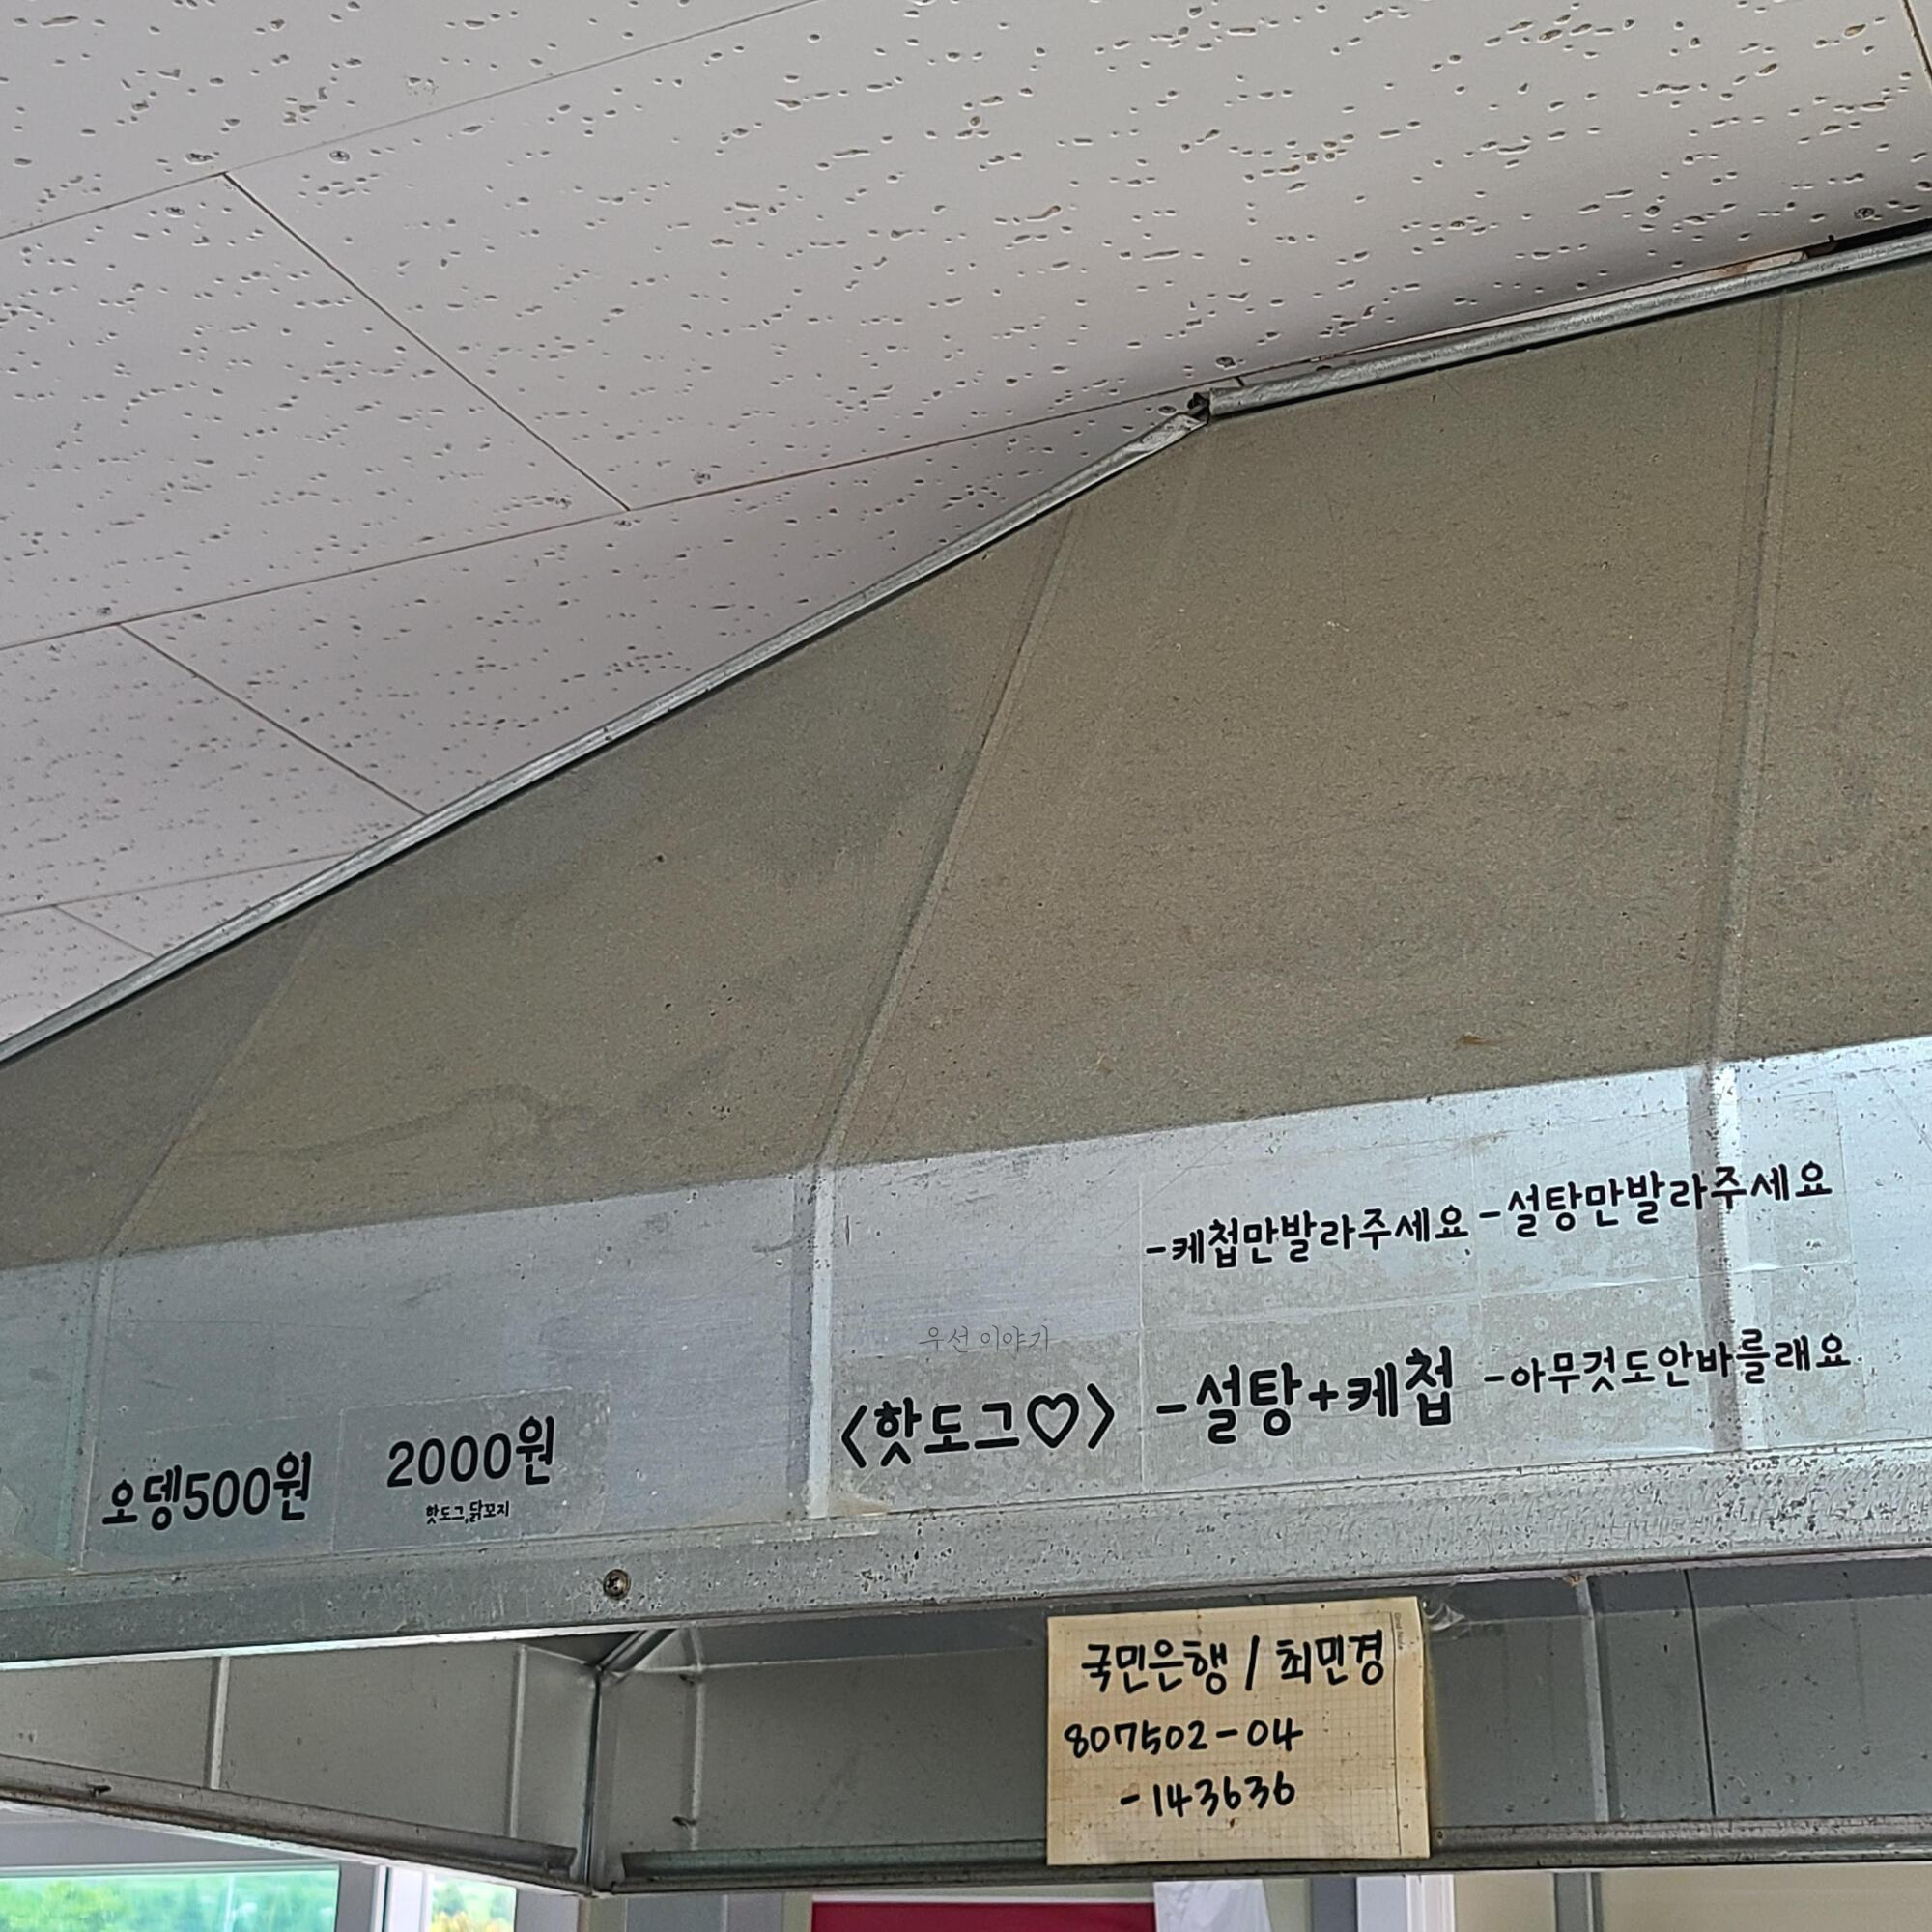 -케첩만발라주세요 -설탕만발라주세요
우선 이야기
<핫도그♡> -설탕+케첩 -아무것도안바를래요
오뎅500원 2000원
핫도그,닭꼬지
국민은행 / 최민경
807502-04
-143636